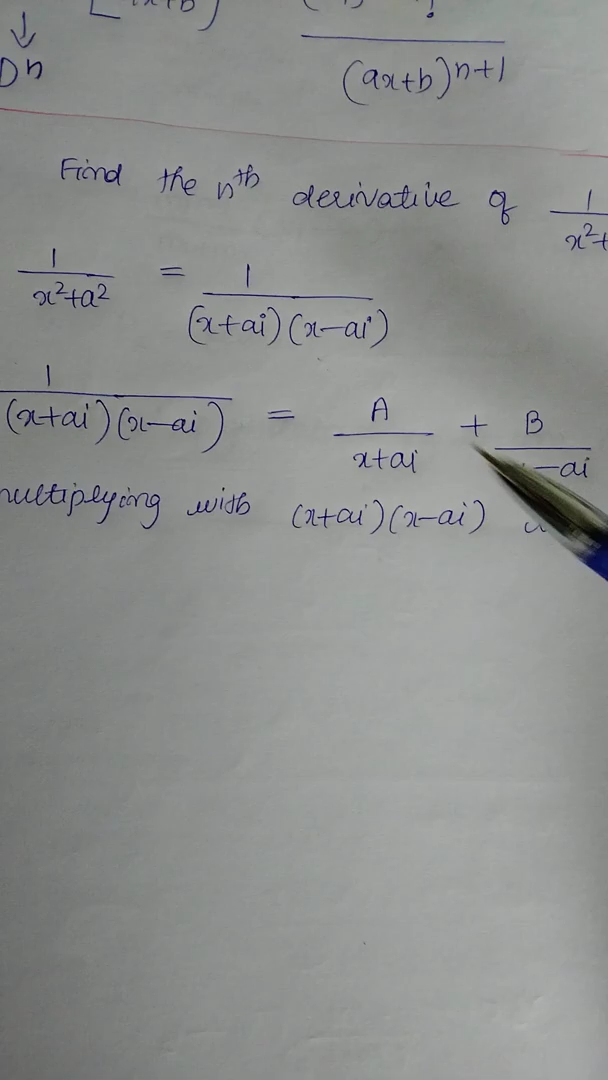 ↓
Dⁿ (ax+b)ⁿ⁺¹
Find the nᵗʰ derivative of 1/x²+
1/x²+a² = 1/(x+ai)(x-ai)
1/(x+ai)(x-ai) = A/x+ai + B/-ai
multiplying with (x+ai)(x-ai)